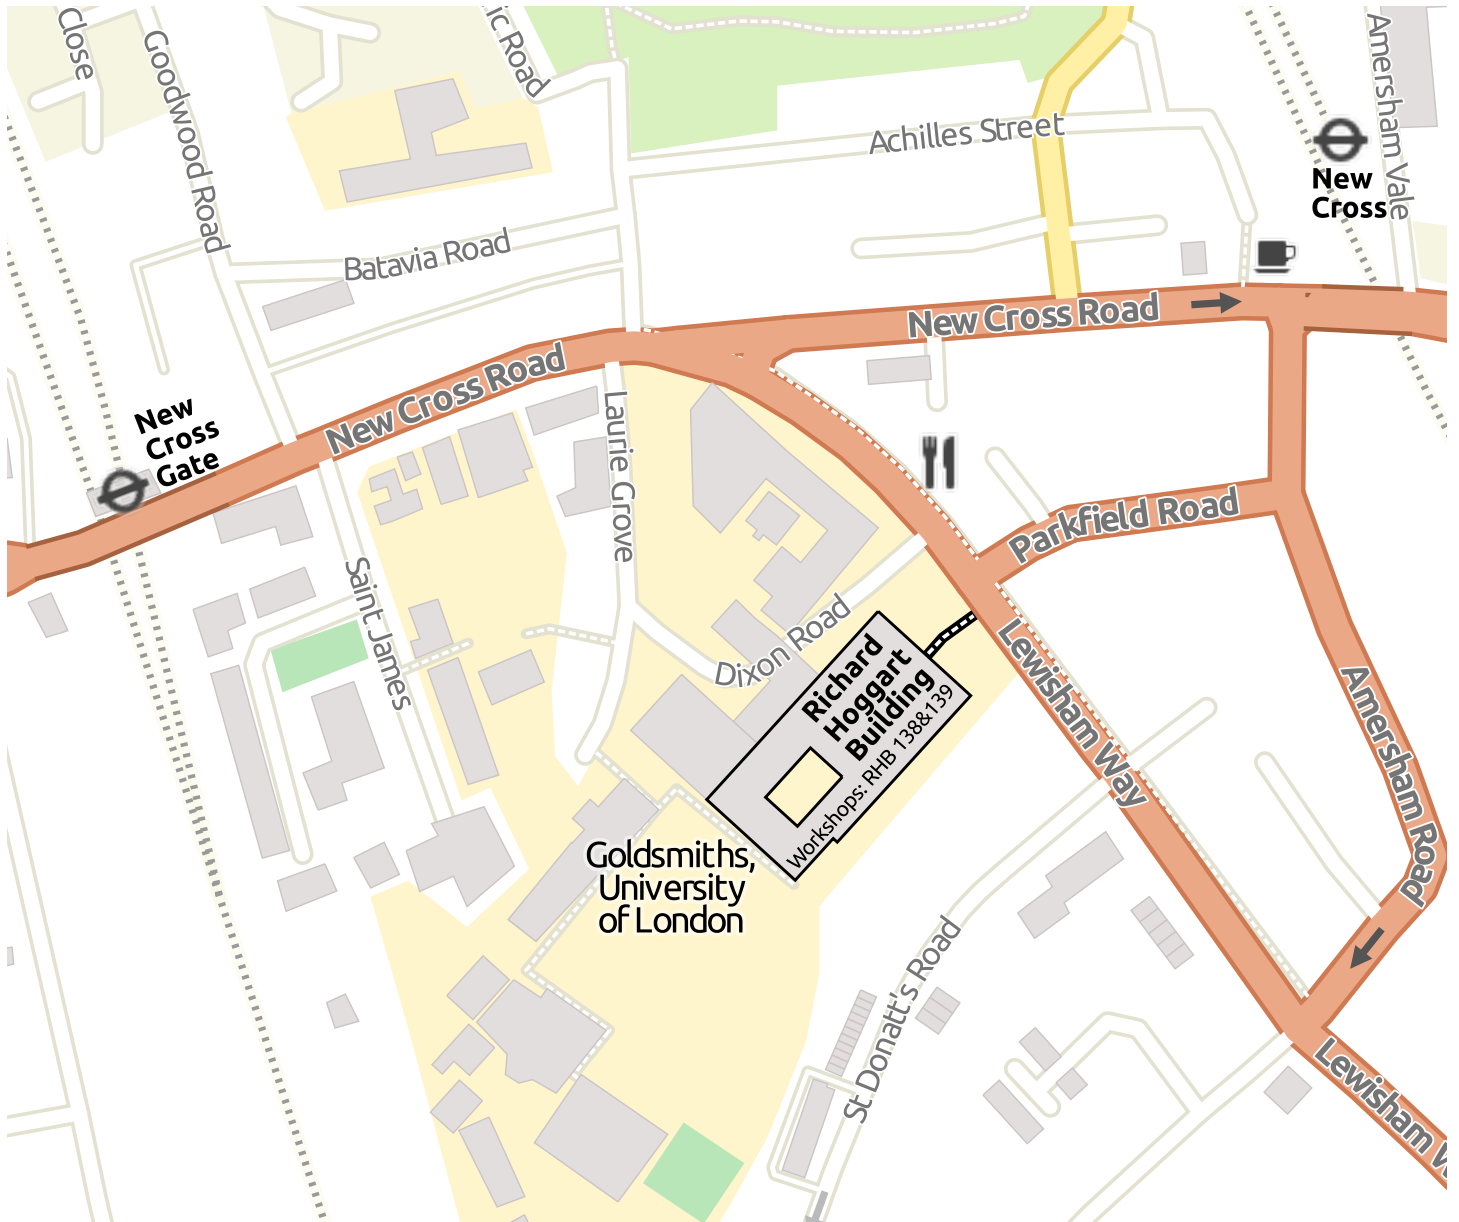 Close
Goodwood Road
ic Road
Amersham Vale
Achilles Street
New
Cross
Batavia Road
New Cross Road
New Cross Road
New
Cross
Gate
Laurie Grove
Parkfield Road
Saint James
Dixon Road
Richard
Hoggart
Building
Workshops: RHB 138&139
Lewisham Way
Amersham Road
Goldsmiths,
University
of London
St Donatt's Road
Lewisham W